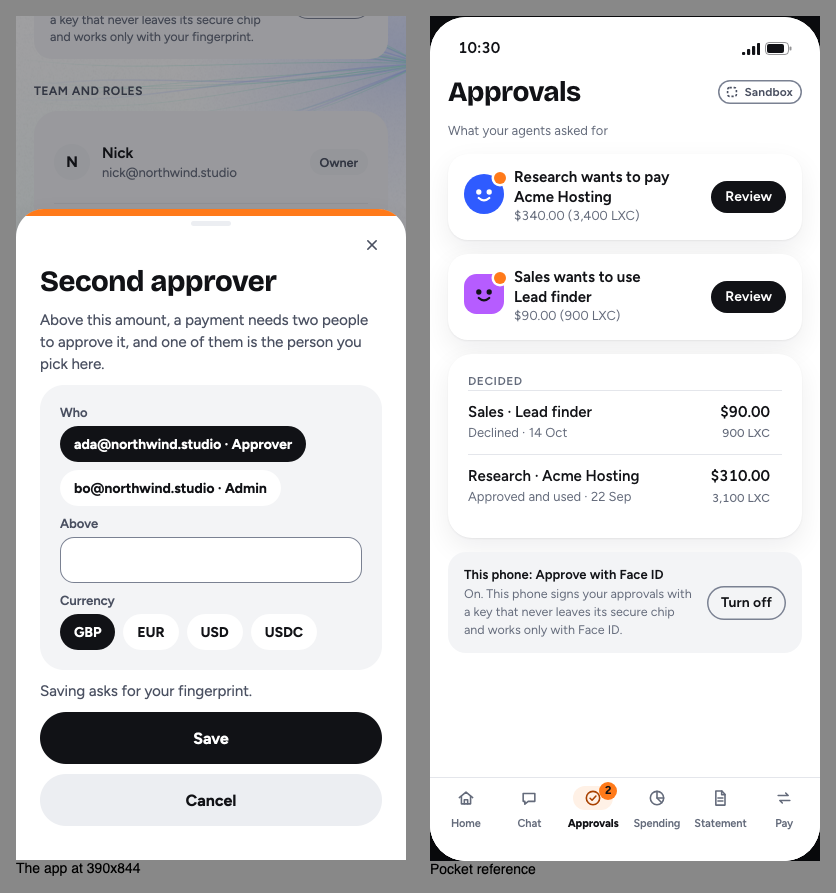 a key that never leaves its secure chip
and works only with your fingerprint.
TEAM AND ROLES
N
Nick
nick@northwind.studio
Owner
Second approver
Above this amount, a payment needs two people
to approve it, and one of them is the person you
pick here.
Who
ada@northwind.studio · Approver
bo@northwind.studio · Admin
Above
Currency
GBP EUR USD USDC
Saving asks for your fingerprint.
Save
Cancel
The app at 390x844
10:30
Approvals
Sandbox
What your agents asked for
Research wants to pay
Acme Hosting
$340.00 (3,400 LXC)
Review
Sales wants to use
Lead finder
$90.00 (900 LXC)
Review
DECIDED
Sales · Lead finder $90.00
Declined · 14 Oct 900 LXC
Research · Acme Hosting $310.00
Approved and used · 22 Sep 3,100 LXC
This phone: Approve with Face ID
On. This phone signs your approvals with
a key that never leaves its secure chip
and works only with Face ID.
Turn off
2
Home Chat Approvals Spending Statement Pay
Pocket reference